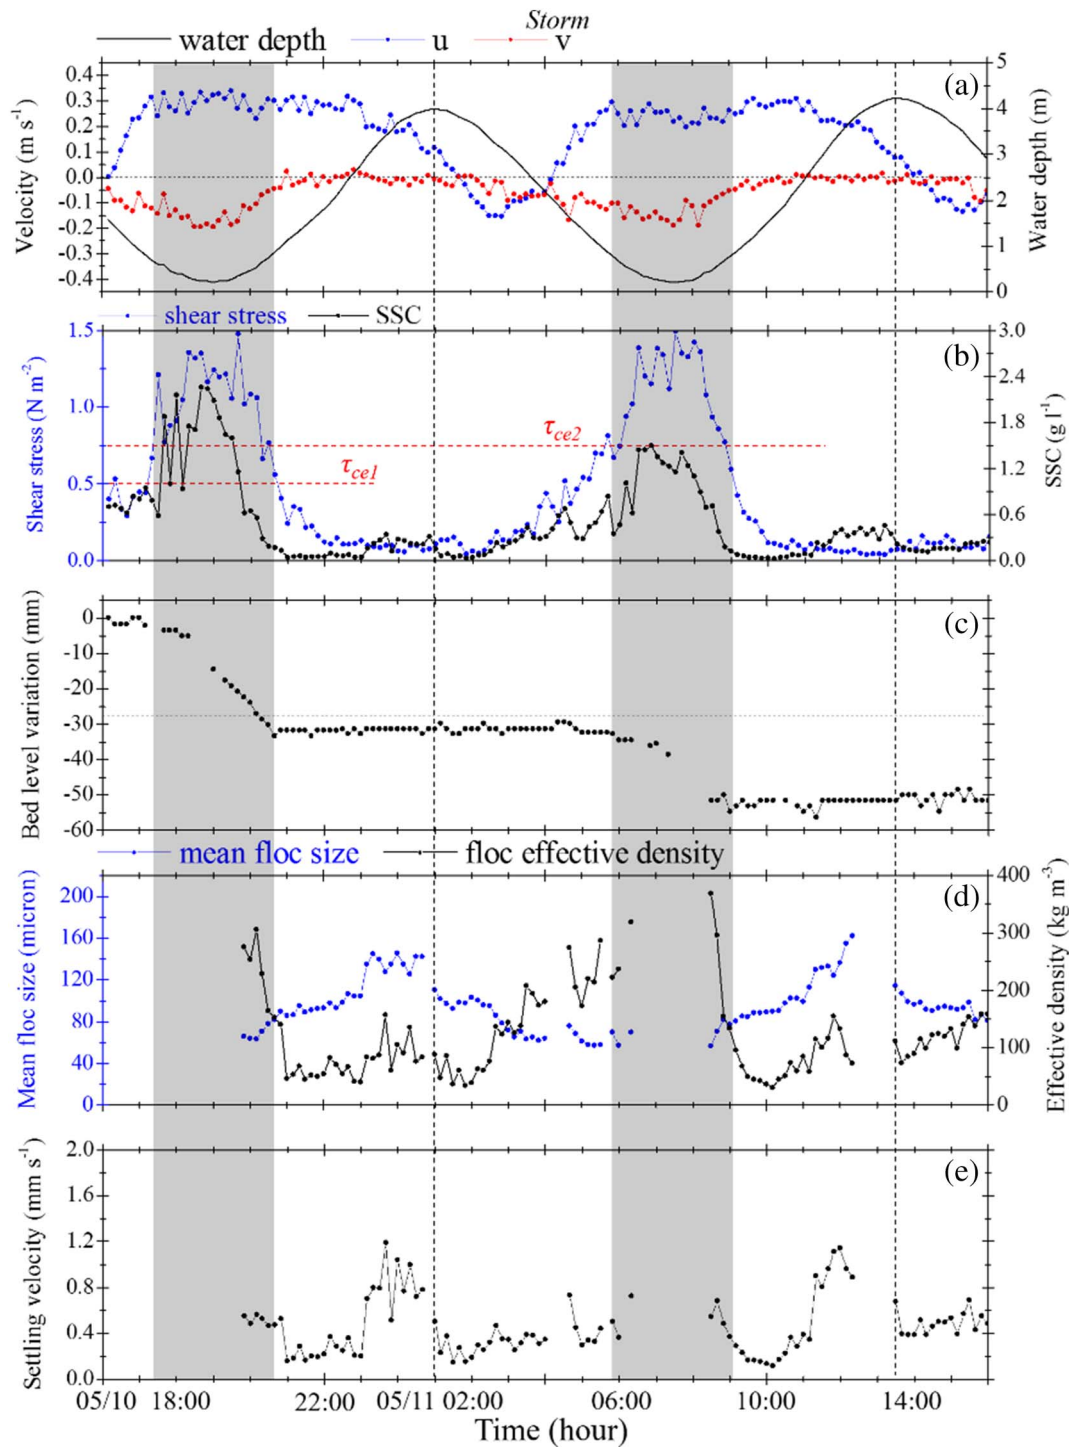 Storm
water depth u v
(a)
Velocity (m s-1)
0.4
0.3
0.2
0.1
0.0
-0.1
-0.2
-0.3
-0.4
5
4
3
2
1
0
Water depth (m)
shear stress SSC
(b)
Shear stress (N m-2)
1.5
1.0
0.5
0.0
τce2
τce1
3.0
2.4
1.8
1.2
0.6
0.0
SSC (g l-1)
(c)
Bed level variation (mm)
0
-10
-20
-30
-40
-50
-60
mean floc size floc effective density
(d)
Mean floc size (micron)
200
160
120
80
40
0
400
300
200
100
0
Effective density (kg m-3)
(e)
Settling velocity (mm s-1)
2.0
1.6
1.2
0.8
0.4
0.0
05/10 18:00 22:00 05/11 02:00 06:00 10:00 14:00
Time (hour)